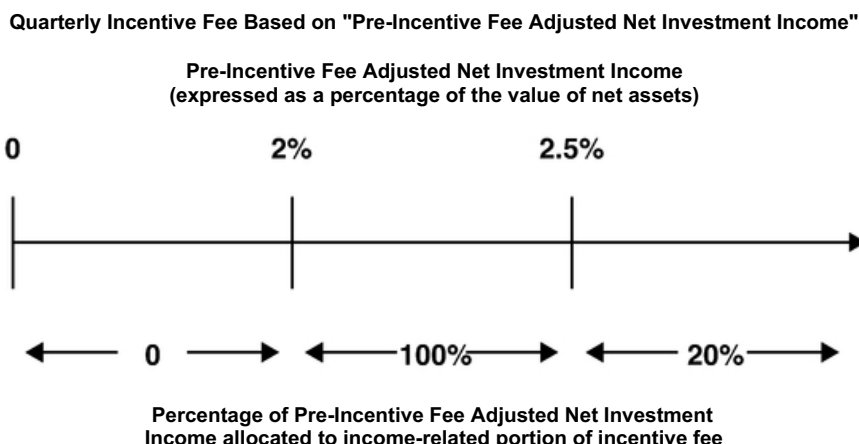 Quarterly Incentive Fee Based on "Pre-Incentive Fee Adjusted Net Investment Income"
Pre-Incentive Fee Adjusted Net Investment Income
(expressed as a percentage of the value of net assets)
0 2% 2.5%
0 100% 20%
Percentage of Pre-Incentive Fee Adjusted Net Investment
Income allocated to income-related portion of incentive fee